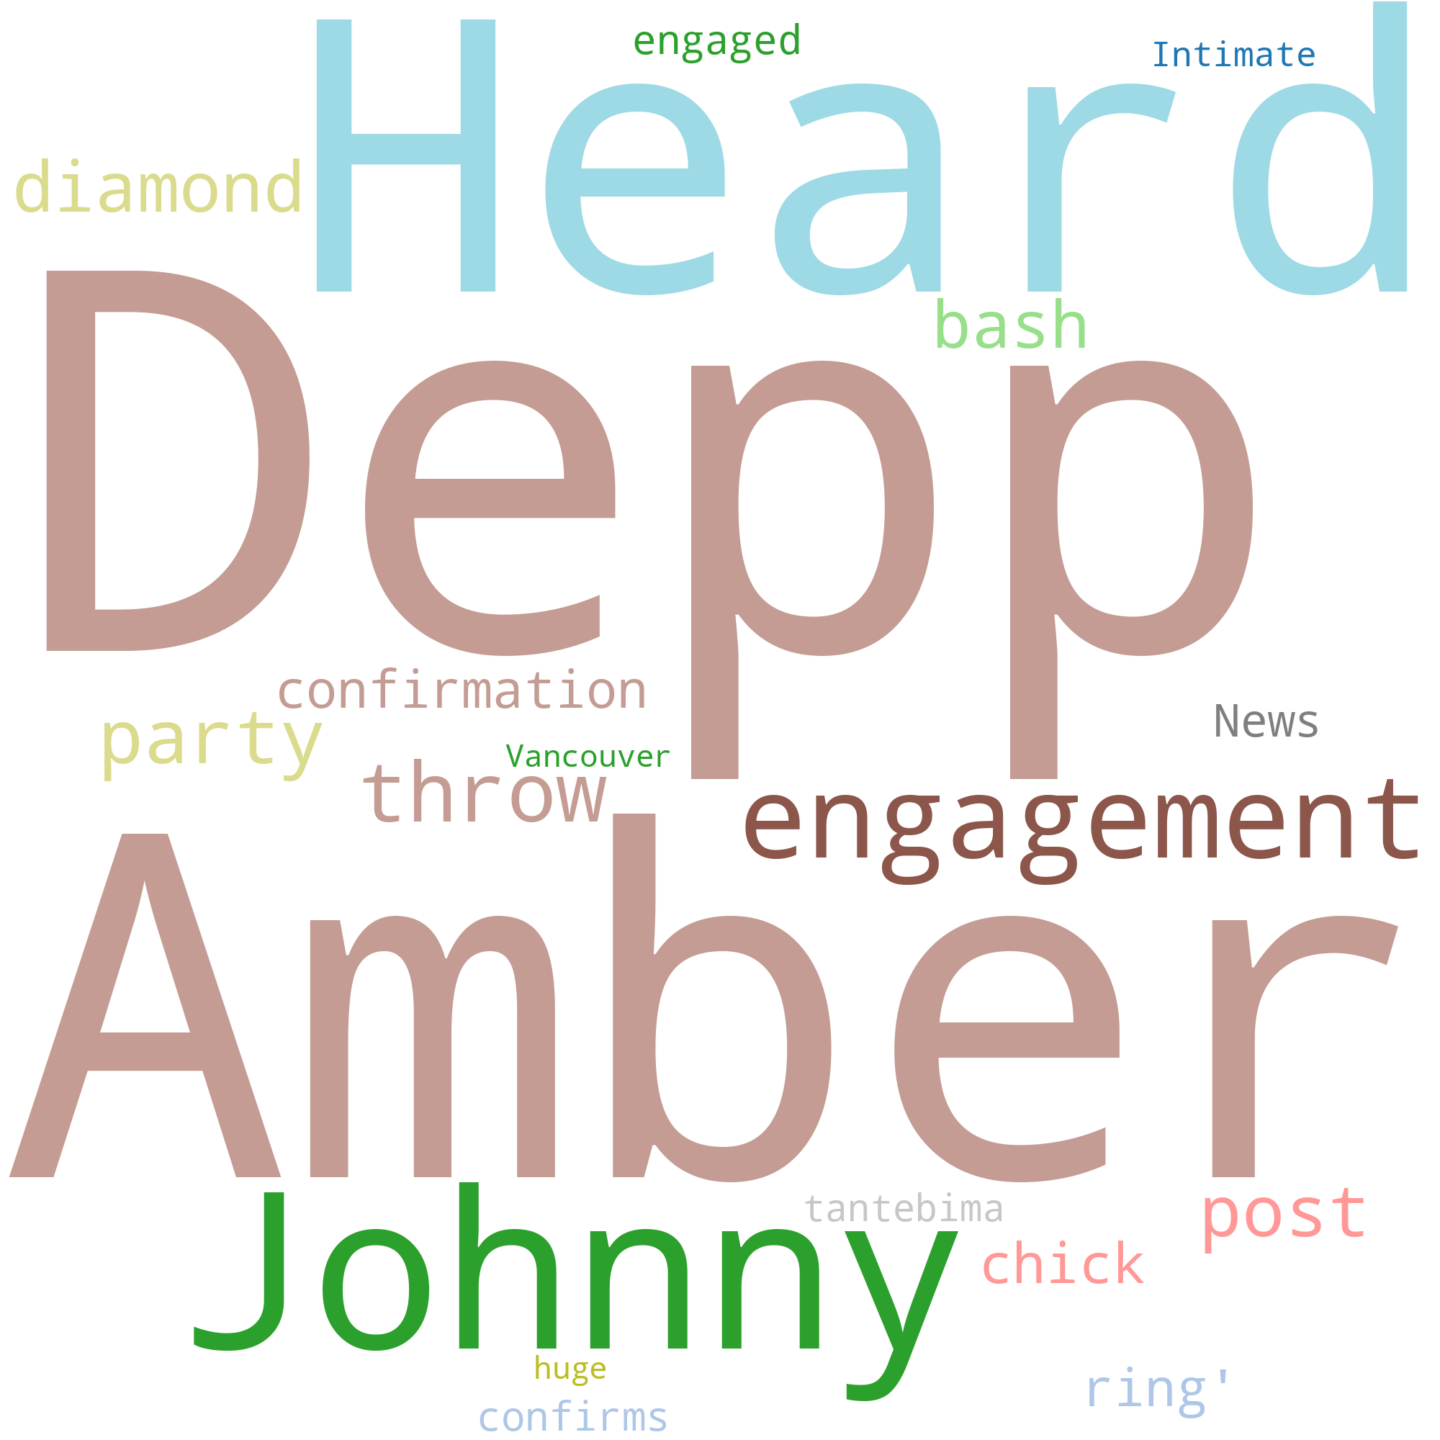 engaged
Intimate
Heard
diamond
Depp
bash
confirmation
party
News
Vancouver
throw
engagement
Amber
Johnny
tantebima
post
chick
huge
ring'
confirms